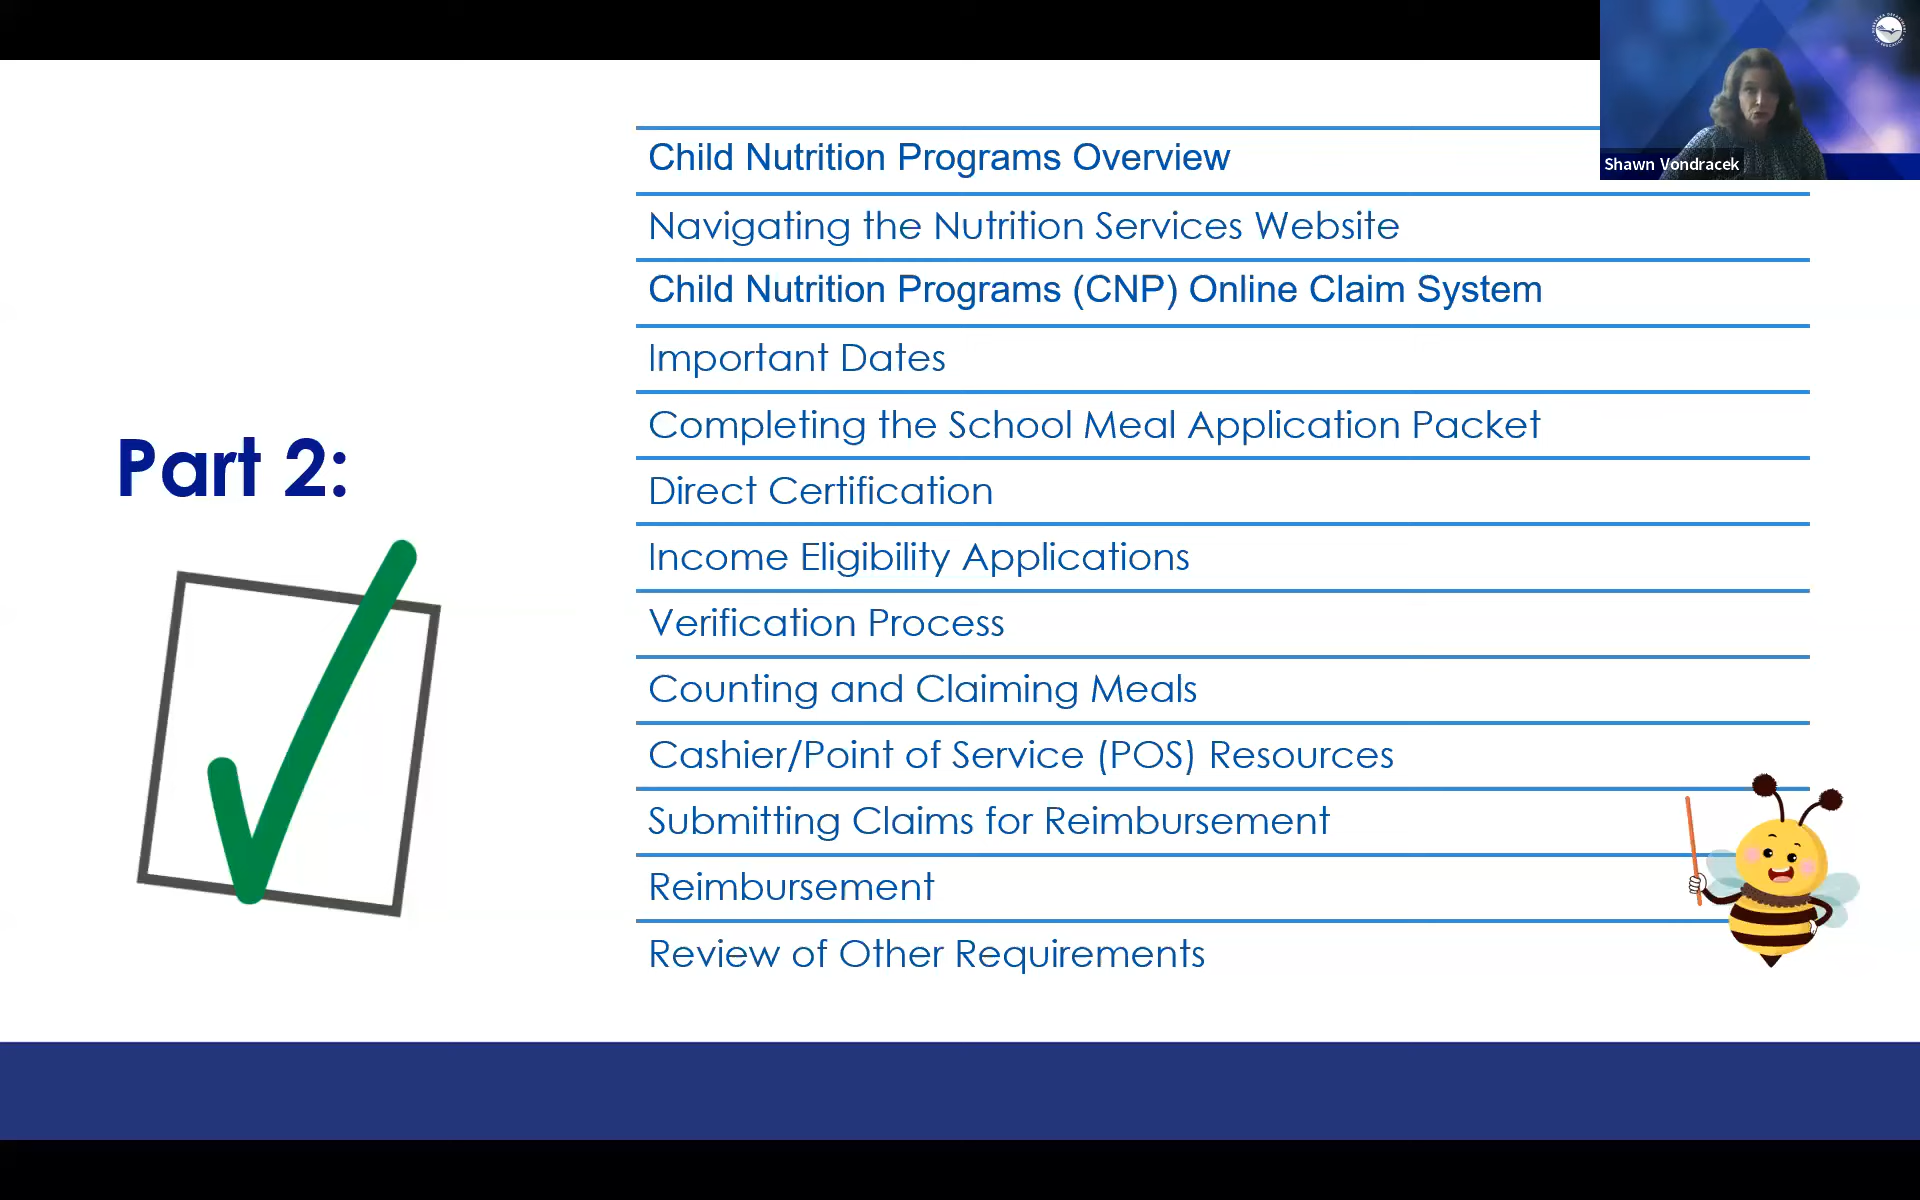 Child Nutrition Programs Overview
Shawn Vondracek
Navigating the Nutrition Services Website
Child Nutrition Programs (CNP) Online Claim System
Important Dates
Completing the School Meal Application Packet
Part 2:
Direct Certification
Income Eligibility Applications
Verification Process
Counting and Claiming Meals
Cashier/Point of Service (POS) Resources
Submitting Claims for Reimbursement
Reimbursement
Review of Other Requirements